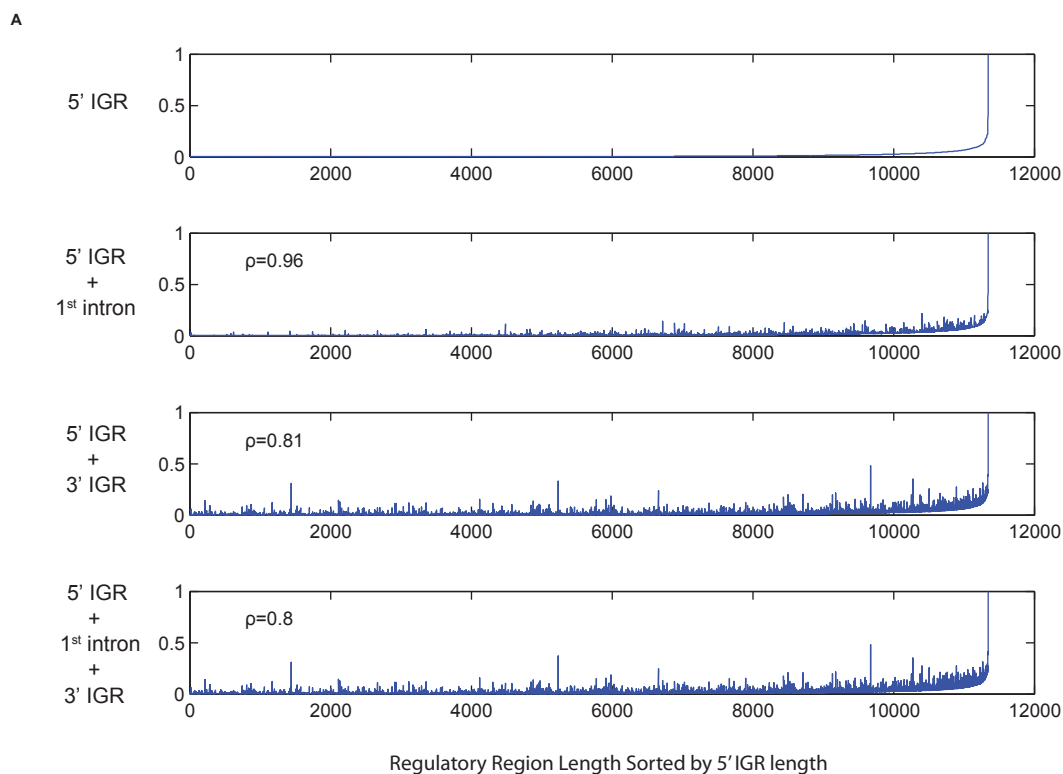 A
5' IGR
1
0.5
0
0 2000 4000 6000 8000 10000 12000
5' IGR
+
1st intron
ρ=0.96
1
0.5
0
0 2000 4000 6000 8000 10000 12000
5' IGR
+
3' IGR
ρ=0.81
1
0.5
0
0 2000 4000 6000 8000 10000 12000
5' IGR
+
1st intron
+
3' IGR
ρ=0.8
1
0.5
0
0 2000 4000 6000 8000 10000 12000
Regulatory Region Length Sorted by 5' IGR length